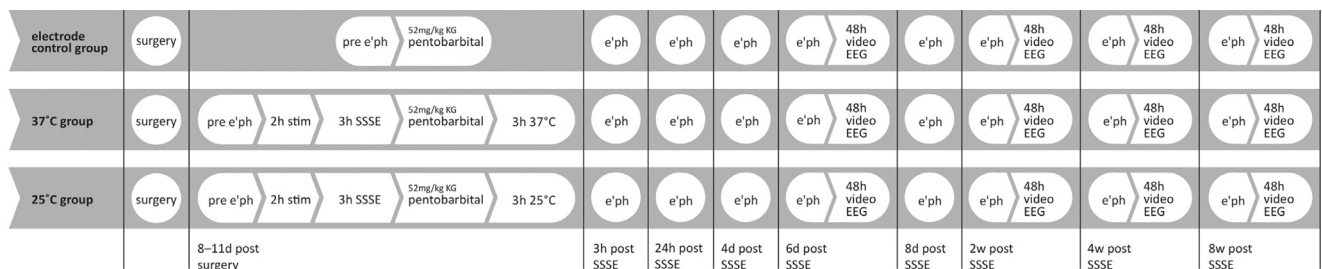 electrode
control group
surgery
pre e'ph
52mg/kg KG
pentobarbital
e'ph
e'ph
e'ph
e'ph
48h
video
EEG
e'ph
e'ph
48h
video
EEG
e'ph
48h
video
EEG
e'ph
48h
video
EEG
37°C group
surgery
pre e'ph
2h stim
3h SSSE
52mg/kg KG
pentobarbital
3h 37°C
e'ph
e'ph
e'ph
e'ph
48h
video
EEG
e'ph
e'ph
48h
video
EEG
e'ph
48h
video
EEG
e'ph
48h
video
EEG
25°C group
surgery
pre e'ph
2h stim
3h SSSE
52mg/kg KG
pentobarbital
3h 25°C
e'ph
e'ph
e'ph
e'ph
48h
video
EEG
e'ph
e'ph
48h
video
EEG
e'ph
48h
video
EEG
e'ph
48h
video
EEG
8–11d post
surgery
3h post
SSSE
24h post
SSSE
4d post
SSSE
6d post
SSSE
8d post
SSSE
2w post
SSSE
4w post
SSSE
8w post
SSSE